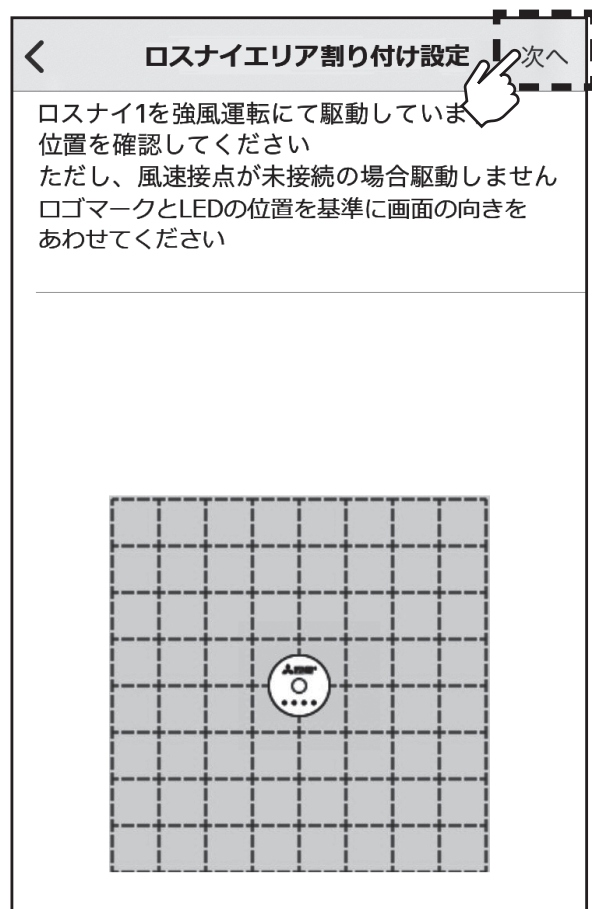 ロスナイエリア割り付け設定 次へ
ロスナイ1を強風運転にて駆動していま
位置を確認してください
ただし、風速接点が未接続の場合駆動しません
ロゴマークとLEDの位置を基準に画面の向きを
あわせてください